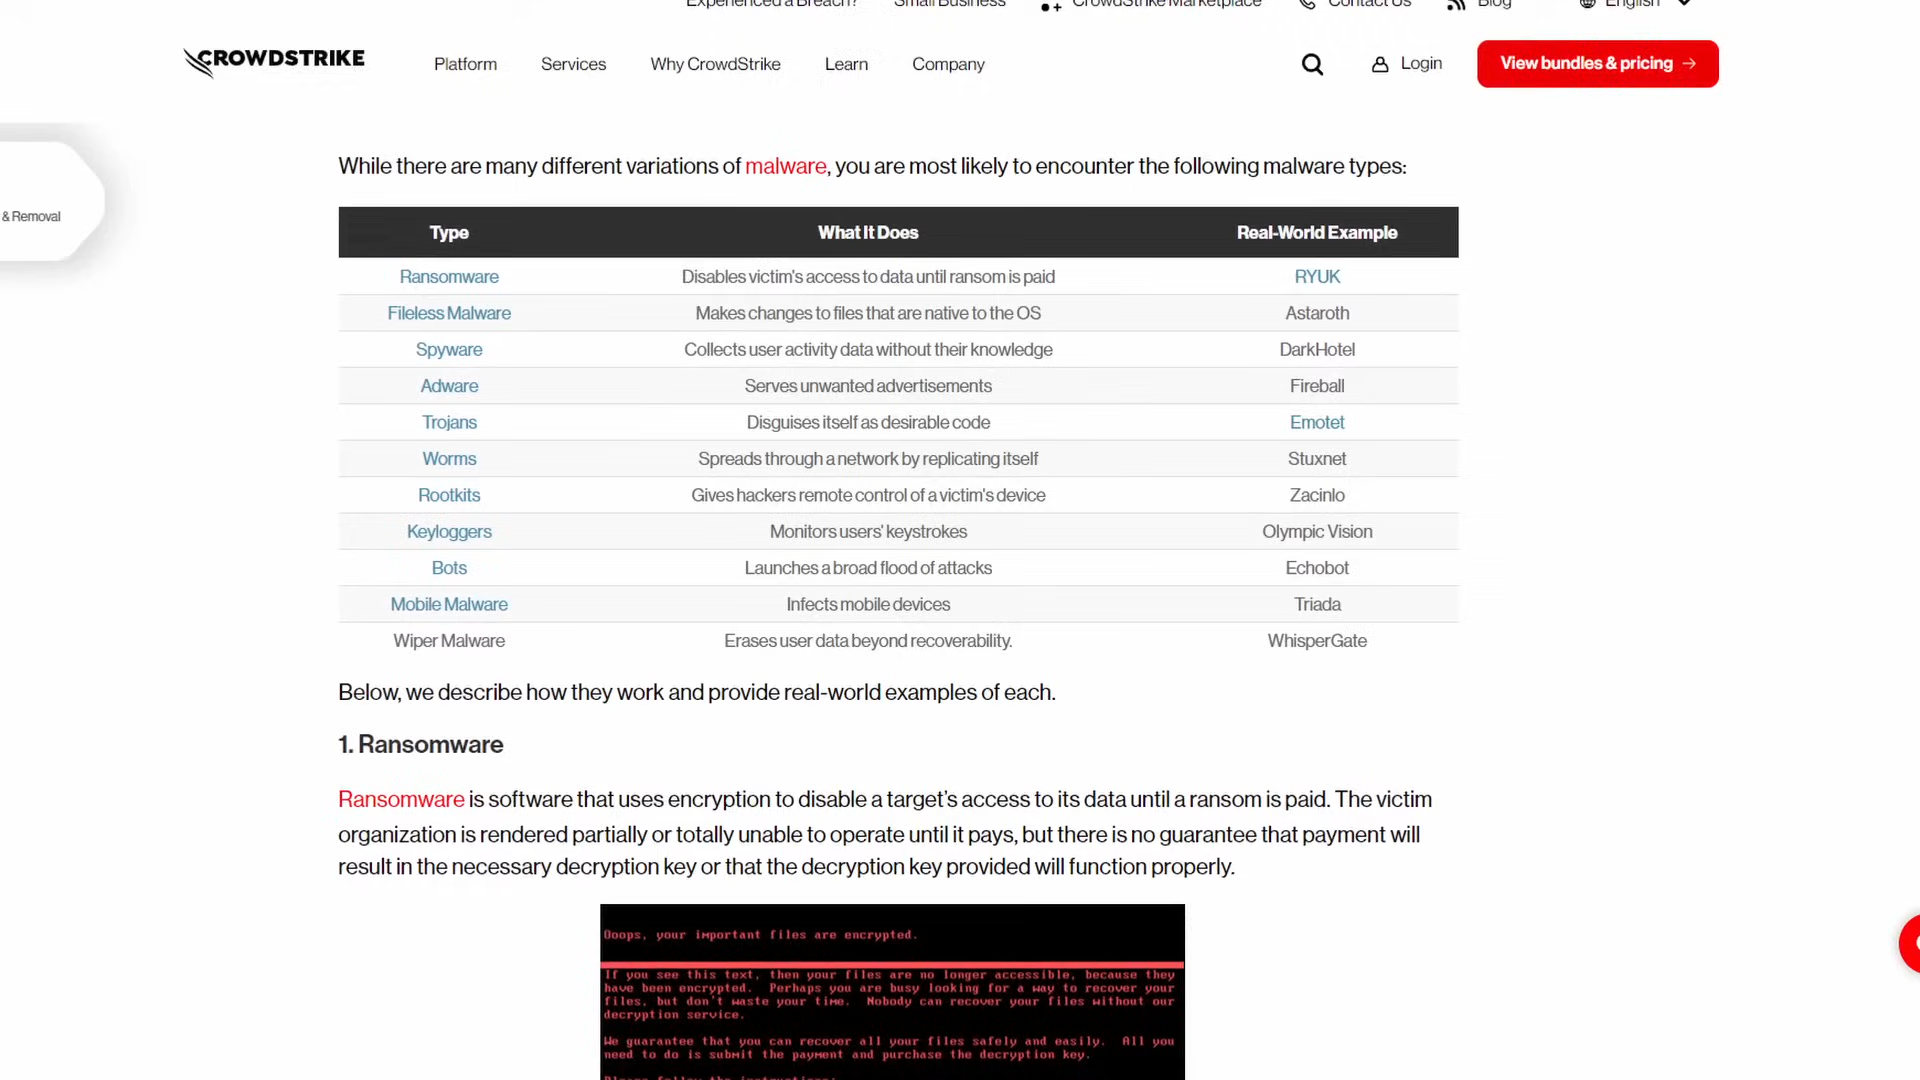 Experienced a Breach? Small Business CrowdStrike Marketplace Contact Us Blog English
CROWDSTRIKE Platform Services Why CrowdStrike Learn Company Login View bundles & pricing →
& Removal
While there are many different variations of malware, you are most likely to encounter the following malware types:
Type What It Does Real-World Example
Ransomware Disables victim's access to data until ransom is paid RYUK
Fileless Malware Makes changes to files that are native to the OS Astaroth
Spyware Collects user activity data without their knowledge DarkHotel
Adware Serves unwanted advertisements Fireball
Trojans Disguises itself as desirable code Emotet
Worms Spreads through a network by replicating itself Stuxnet
Rootkits Gives hackers remote control of a victim's device Zacinlo
Keyloggers Monitors users' keystrokes Olympic Vision
Bots Launches a broad flood of attacks Echobot
Mobile Malware Infects mobile devices Triada
Wiper Malware Erases user data beyond recoverability. WhisperGate
Below, we describe how they work and provide real-world examples of each.
1. Ransomware
Ransomware is software that uses encryption to disable a target's access to its data until a ransom is paid. The victim
organization is rendered partially or totally unable to operate until it pays, but there is no guarantee that payment will
result in the necessary decryption key or that the decryption key provided will function properly.
Ooops, your important files are encrypted.
If you see this text, then your files are no longer accessible, because they
have been encrypted. Perhaps you are busy looking for a way to recover your
files, but don't waste your time. Nobody can recover your files without our
decryption service.
We guarantee that you can recover all your files safely and easily. All you
need to do is submit the payment and purchase the decryption key.